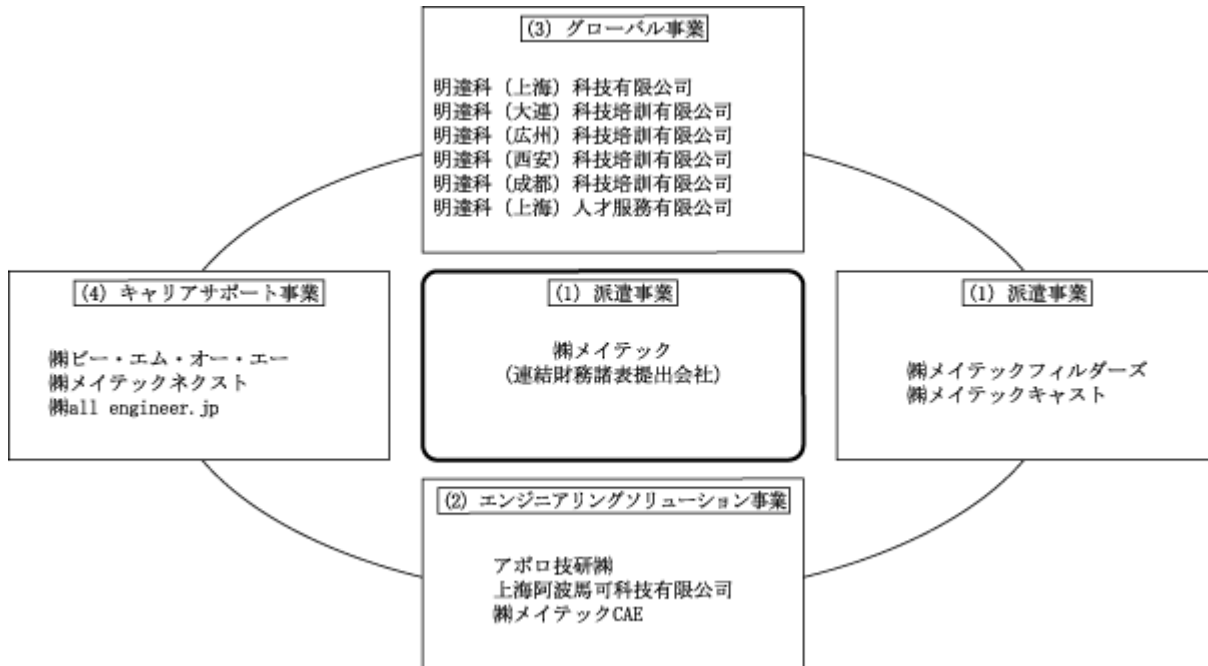 (3) グローバル事業
明達科（上海）科技有限公司
明達科（大連）科技培訓有限公司
明達科（広州）科技培訓有限公司
明達科（西安）科技培訓有限公司
明達科（成都）科技培訓有限公司
明達科（上海）人才服務有限公司
(4) キャリアサポート事業
㈱ビー・エム・オー・エー
㈱メイテックネクスト
㈱all engineer.jp
(1) 派遣事業
㈱メイテック
(連結財務諸表提出会社)
(1) 派遣事業
㈱メイテックフィルダーズ
㈱メイテックキャスト
(2) エンジニアリングソリューション事業
アポロ技研㈱
上海阿波馬可科技有限公司
㈱メイテックCAE